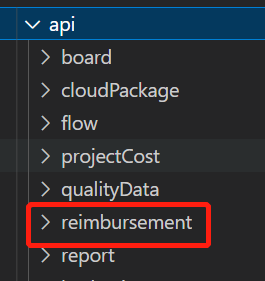 api
board
cloudPackage
flow
projectCost
qualityData
reimbursement
report